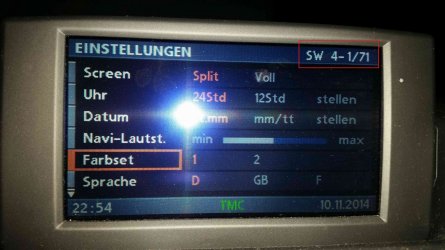 EINSTELLUNGEN SW 4-1/71
Screen Split Voll
Uhr 24Std 12Std stellen
Datum mm mm/tt stellen
Navi-Lautst. min max
Farbset 1 2
Sprache D GB F
22:54 TMC 10.11.2014